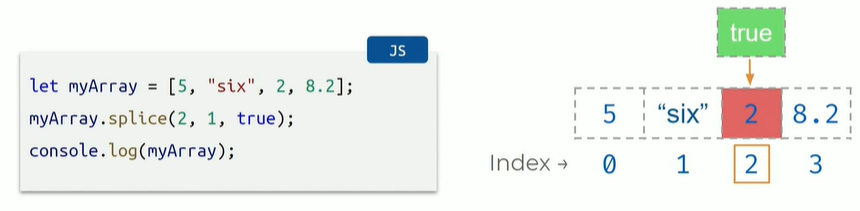 JS
let myArray = [5, "six", 2, 8.2];
myArray.splice(2, 1, true);
console.log(myArray);
true
5 “six” 2 8.2
Index → 0 1 2 3